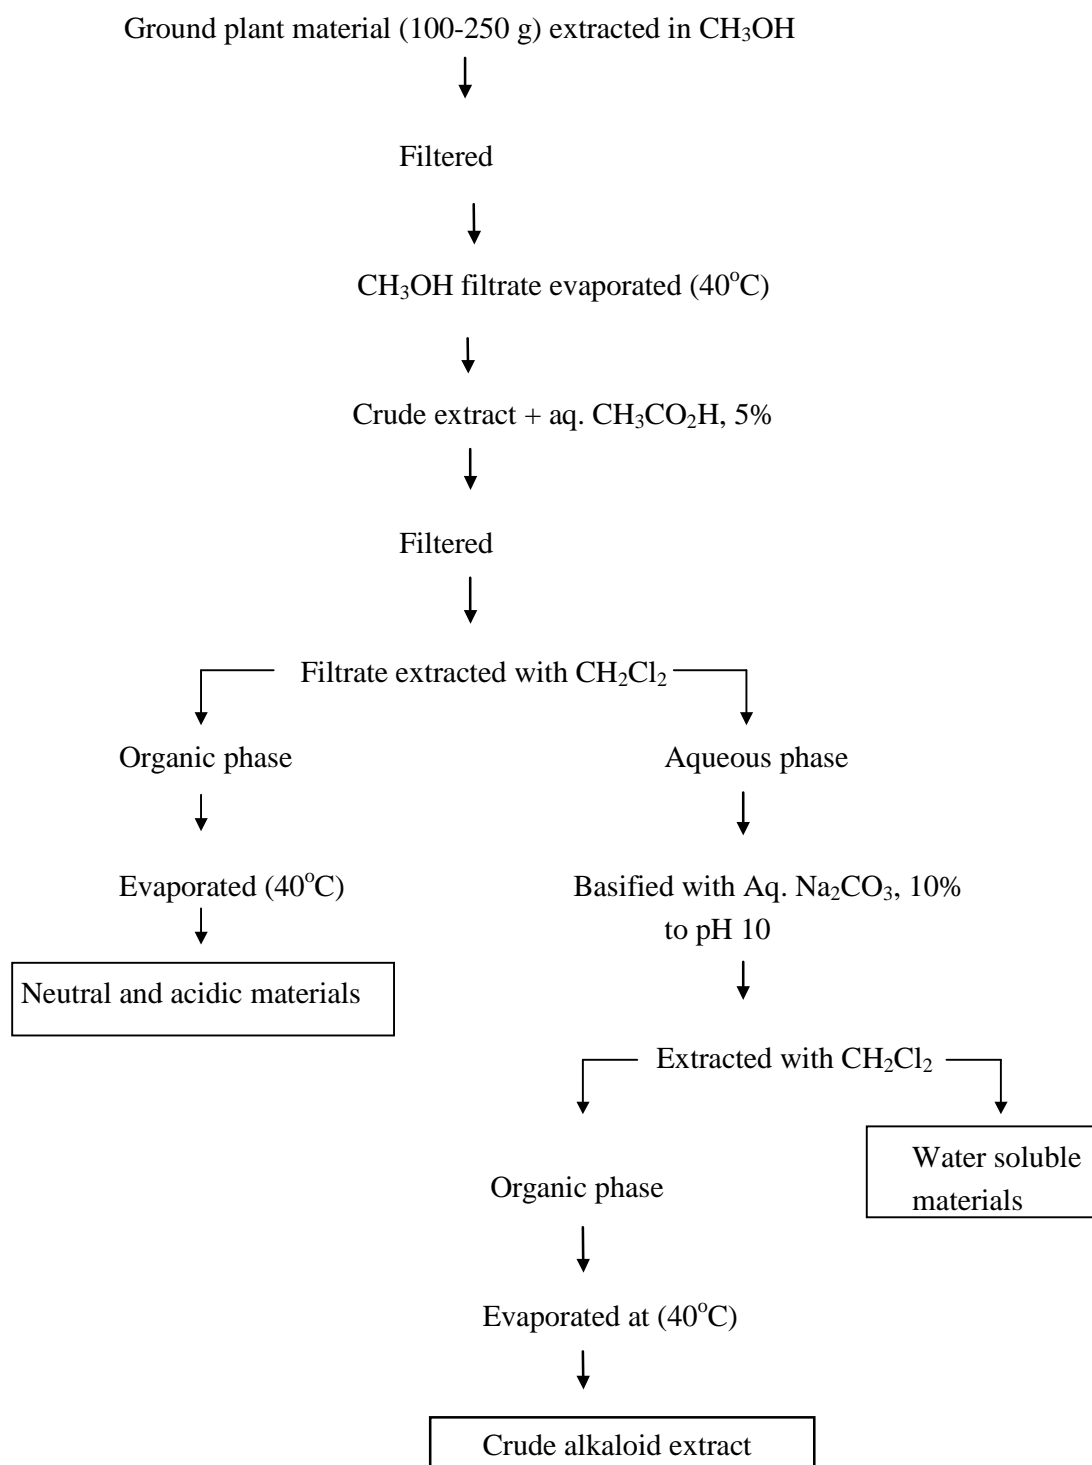 Ground plant material (100-250 g) extracted in CH₃OH
Filtered
CH₃OH filtrate evaporated (40°C)
Crude extract + aq. CH₃CO₂H, 5%
Filtered
Filtrate extracted with CH₂Cl₂
Organic phase
Aqueous phase
Evaporated (40°C)
Basified with Aq. Na₂CO₃, 10%
to pH 10
Neutral and acidic materials
Extracted with CH₂Cl₂
Water soluble
materials
Organic phase
Evaporated at (40°C)
Crude alkaloid extract